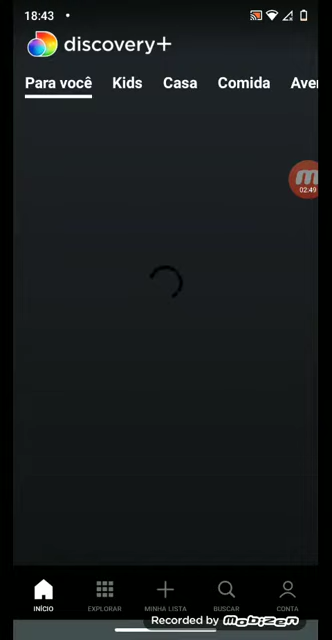 18:43
discovery+
Para você Kids Casa Comida Aver
02:49
INÍCIO EXPLORAR MINHA LISTA BUSCAR CONTA
Recorded by mobizen